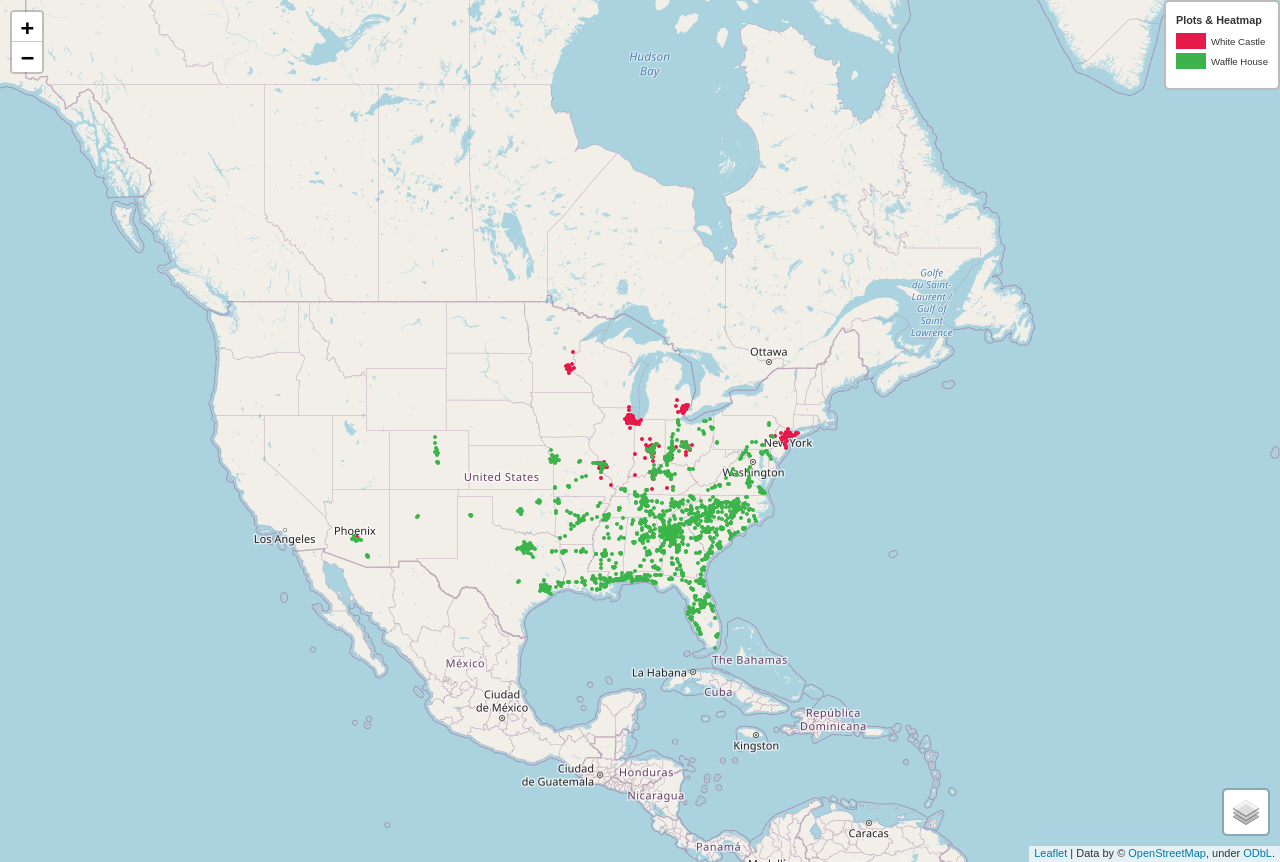 +
−
Plots & Heatmap
White Castle
Waffle House
Hudson
Bay
Golfe
du Saint-
Laurent /
Gulf of
Saint
Lawrence
Ottawa
New York
Washington
United States
Phoenix
Los Angeles
México
Ciudad
de México
La Habana
The Bahamas
Cuba
República
Dominicana
Kingston
Ciudad
de Guatemala
Honduras
Nicaragua
Caracas
Panamá
Leaflet | Data by © OpenStreetMap, under ODbL.